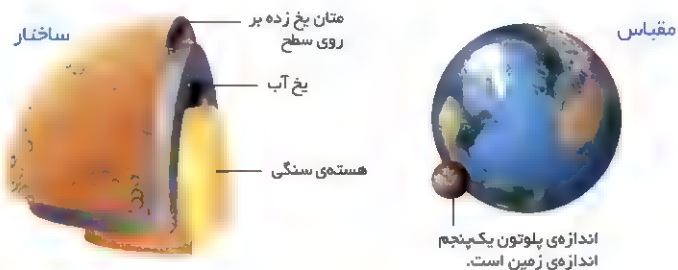 مقیاس
ساختار
متان یخ زده بر
روی سطح
یخ آب
هسته‌ی سنگی
اندازه‌ی پلوتون یک‌پنجم
اندازه‌ی زمین است.